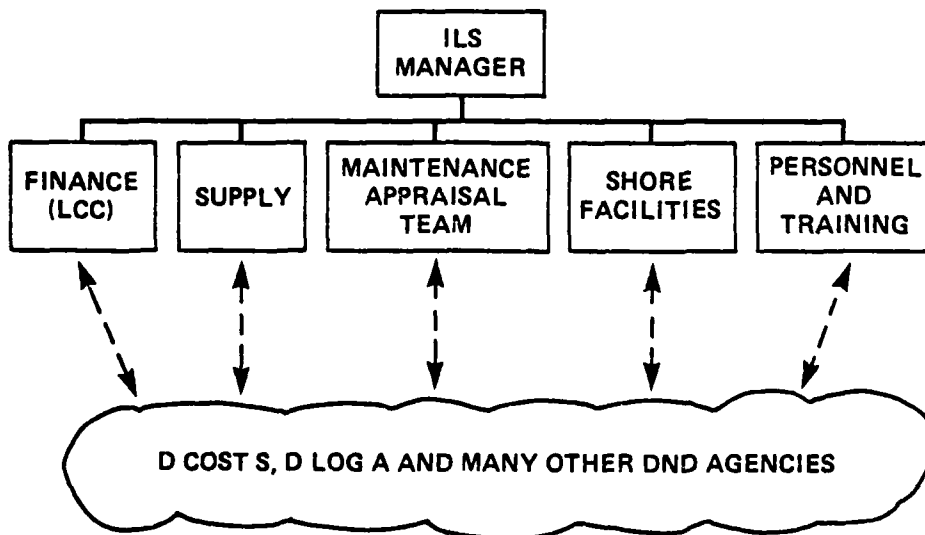 ILS
MANAGER
FINANCE
(LCC)
SUPPLY
MAINTENANCE
APPRAISAL
TEAM
SHORE
FACILITIES
PERSONNEL
AND
TRAINING
D COST S, D LOG A AND MANY OTHER DND AGENCIES